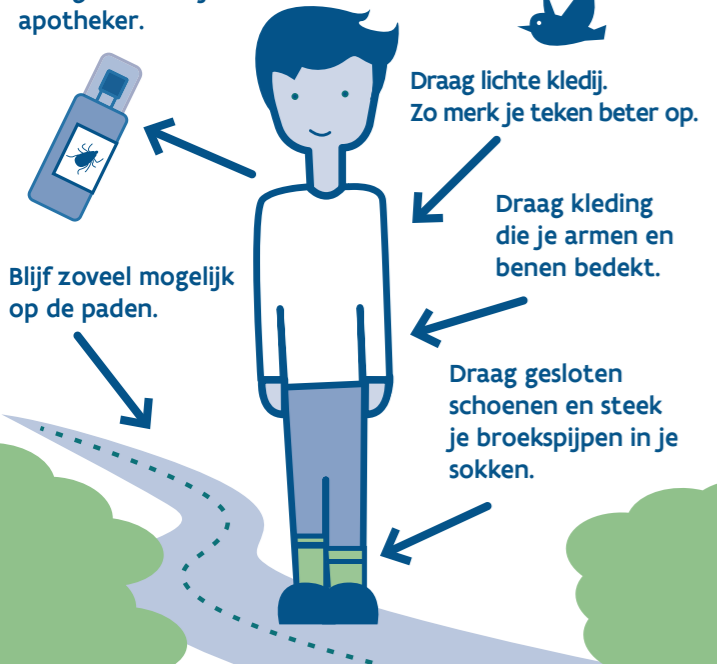 apotheker.
Draag lichte kledij.
Zo merk je teken beter op.
Draag kleding
die je armen en
benen bedekt.
Blijf zoveel mogelijk
op de paden.
Draag gesloten
schoenen en steek
je broekspijpen in je
sokken.